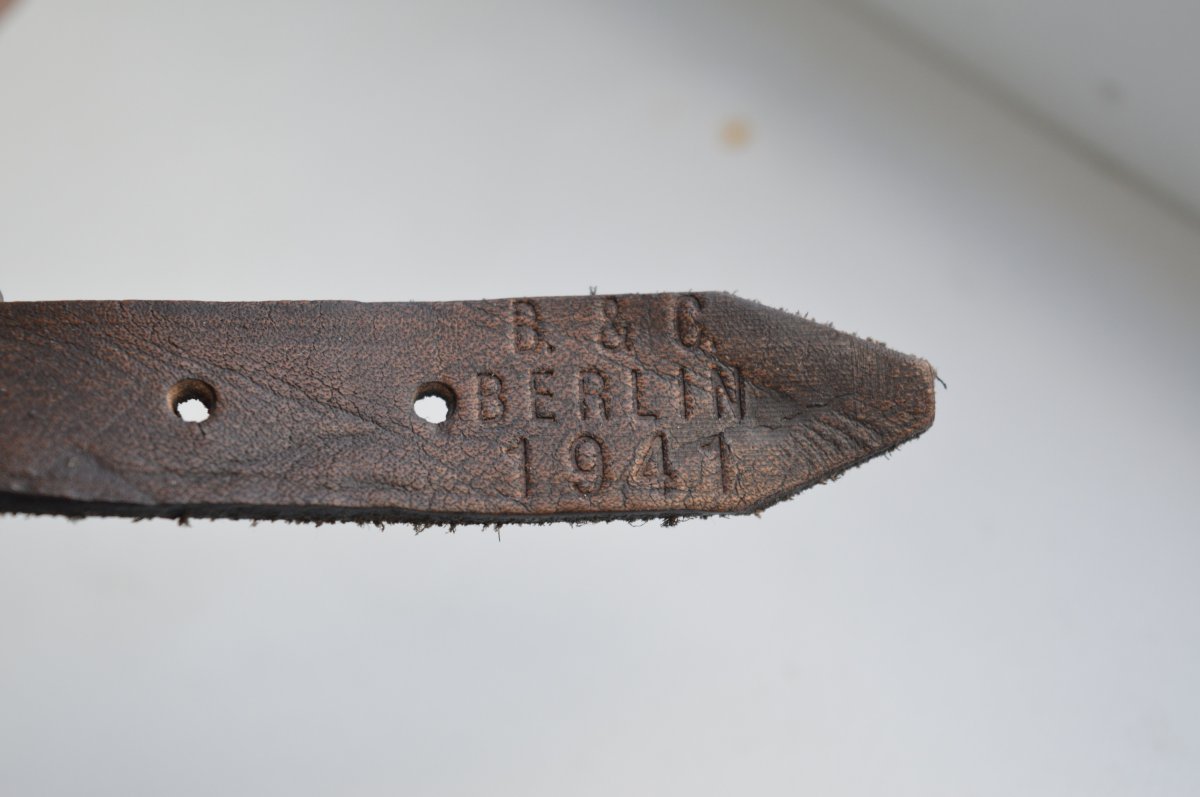 B. & C.
BERLIN
1941